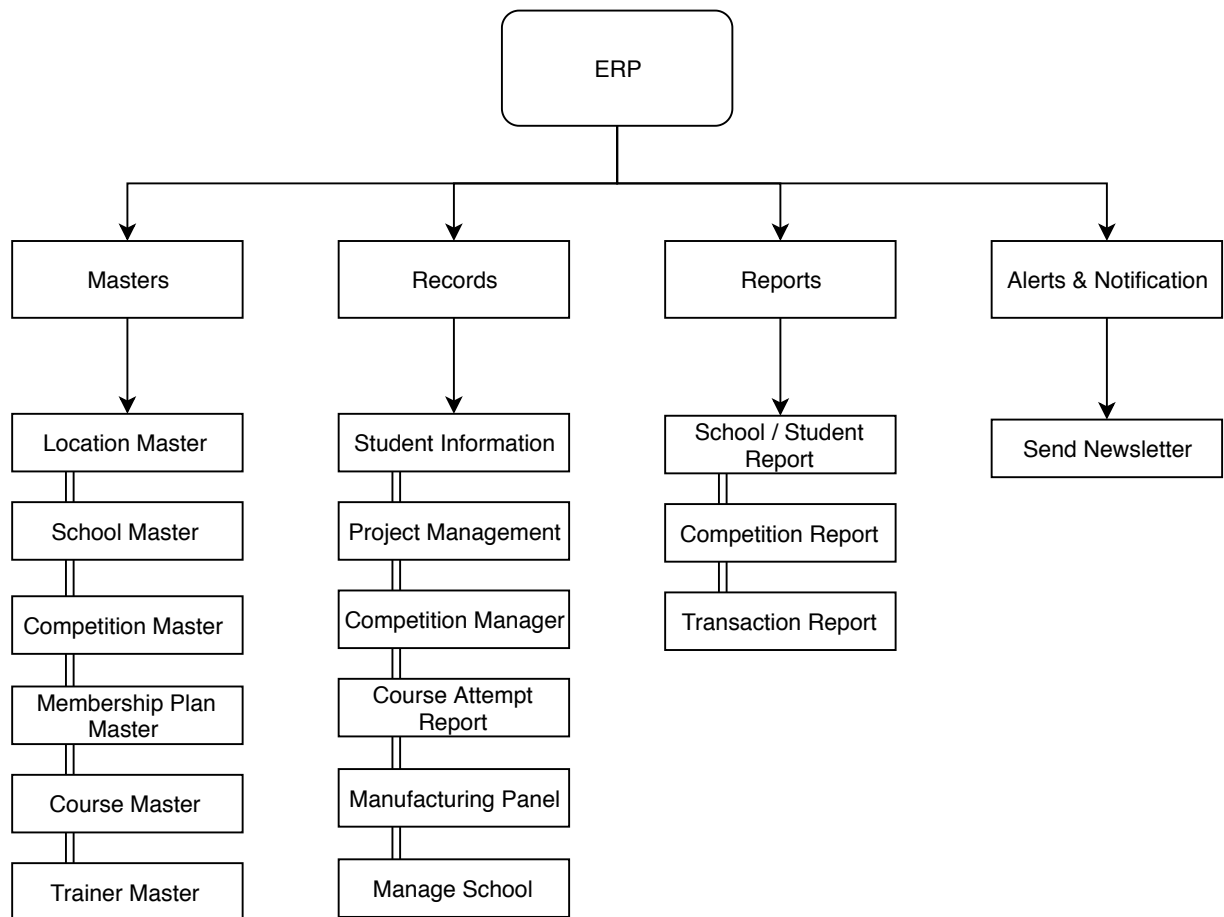 ERP
Masters
Records
Reports
Alerts & Notification
Location Master
School Master
Competition Master
Membership Plan
Master
Course Master
Trainer Master
Student Information
Project Management
Competition Manager
Course Attempt
Report
Manufacturing Panel
Manage School
School / Student
Report
Competition Report
Transaction Report
Send Newsletter